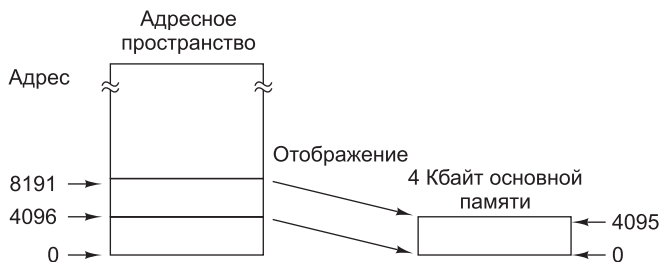 Адресное
пространство
Адрес
Отображение
4 Кбайт основной
памяти
8191
4096
4095
0
0